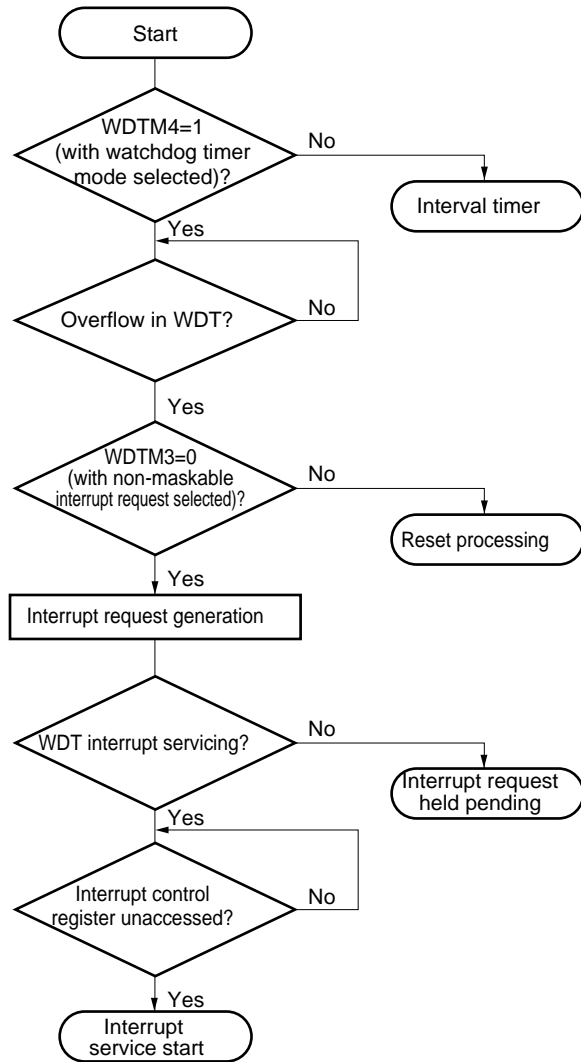 Start
WDTM4=1
(with watchdog timer
mode selected)?
No
Interval timer
Yes
Overflow in WDT?
No
Yes
WDTM3=0
(with non-maskable
interrupt request selected)?
No
Reset processing
Yes
Interrupt request generation
WDT interrupt servicing?
No
Interrupt request
held pending
Yes
Interrupt control
register unaccessed?
No
Yes
Interrupt
service start